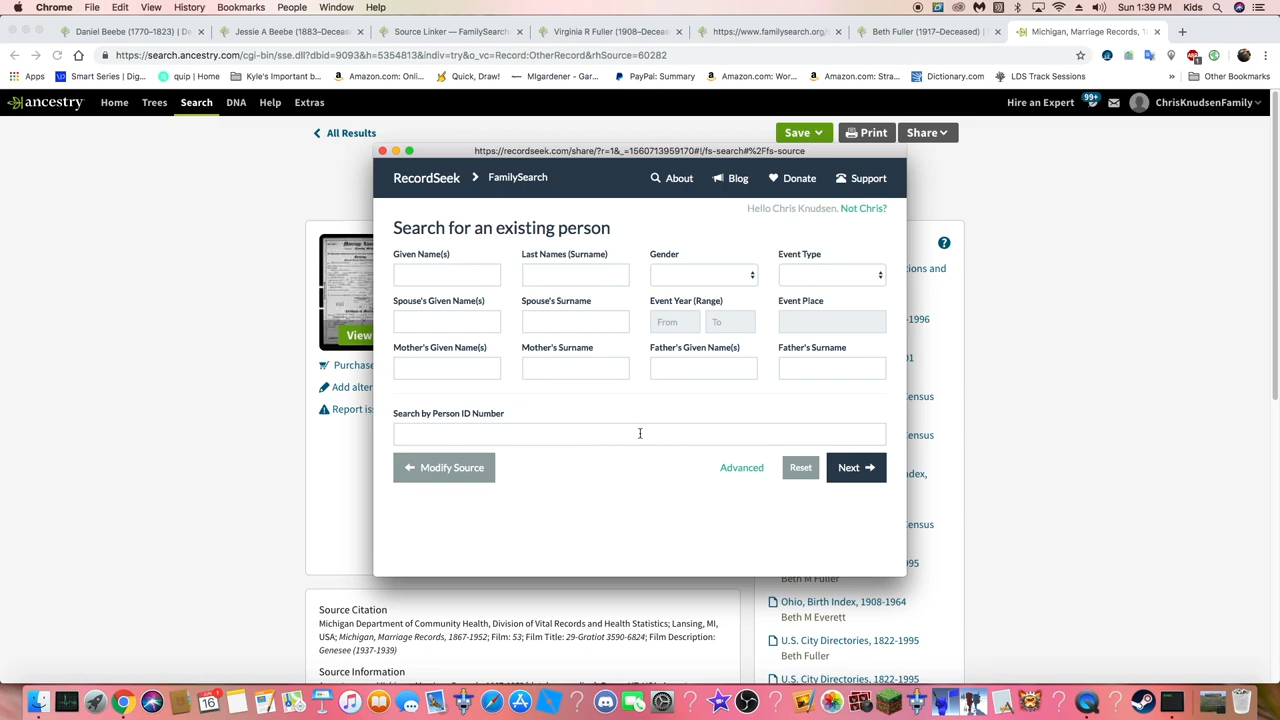 Chrome File Edit View History Bookmarks People Window Help Sun 1:39 PM Kids
Daniel Beebe (1770–1823) | De
Jessie A Beebe (1883–Deceas
Source Linker — FamilySearch
Virginia R Fuller (1908–Deceas
https://www.familysearch.org/
Beth Fuller (1917–Deceased) |
Michigan, Marriage Records, 1
https://search.ancestry.com/cgi-bin/sse.dll?dbid=9093&h=5354813&indiv=try&o_vc=Record:OtherRecord&rhSource=60282
Apps Smart Series | Dig... quip | Home Kyle's Important b... Amazon.com: Onli... Quick, Draw! MIgardener - Gar... PayPal: Summary Amazon.com: Wor... Amazon.com: Stra... Dictionary.com LDS Track Sessions » Other Bookmarks
ancestry Home Trees Search DNA Help Extras Hire an Expert 99+ ChrisKnudsenFamily
All Results Save Print Share
https://recordseek.com/share/?r=1&_=1560713959170#!/fs-search#%2Ffs-source
RecordSeek FamilySearch About Blog Donate Support
Hello Chris Knudsen. Not Chris?
Search for an existing person
Given Name(s) Last Names (Surname) Gender Event Type
Spouse's Given Name(s) Spouse's Surname Event Year (Range) Event Place
From To
Mother's Given Name(s) Mother's Surname Father's Given Name(s) Father's Surname
Search by Person ID Number
Modify Source Advanced Reset Next
View
Purchase
Add alter
Report is
?
ions and
-1996
01
ensus
ensus
ndex,
ensus
95
Beth M Fuller
Ohio, Birth Index, 1908-1964
Beth M Everett
U.S. City Directories, 1822-1995
Beth Fuller
U.S. City Directories, 1822-1995
Source Citation
Michigan Department of Community Health, Division of Vital Records and Health Statistics; Lansing, MI,
USA; Michigan, Marriage Records, 1867-1952; Film: 53; Film Title: 29-Gratiot 3590-6824; Film Description:
Genesee (1937-1939)
Source Information
16